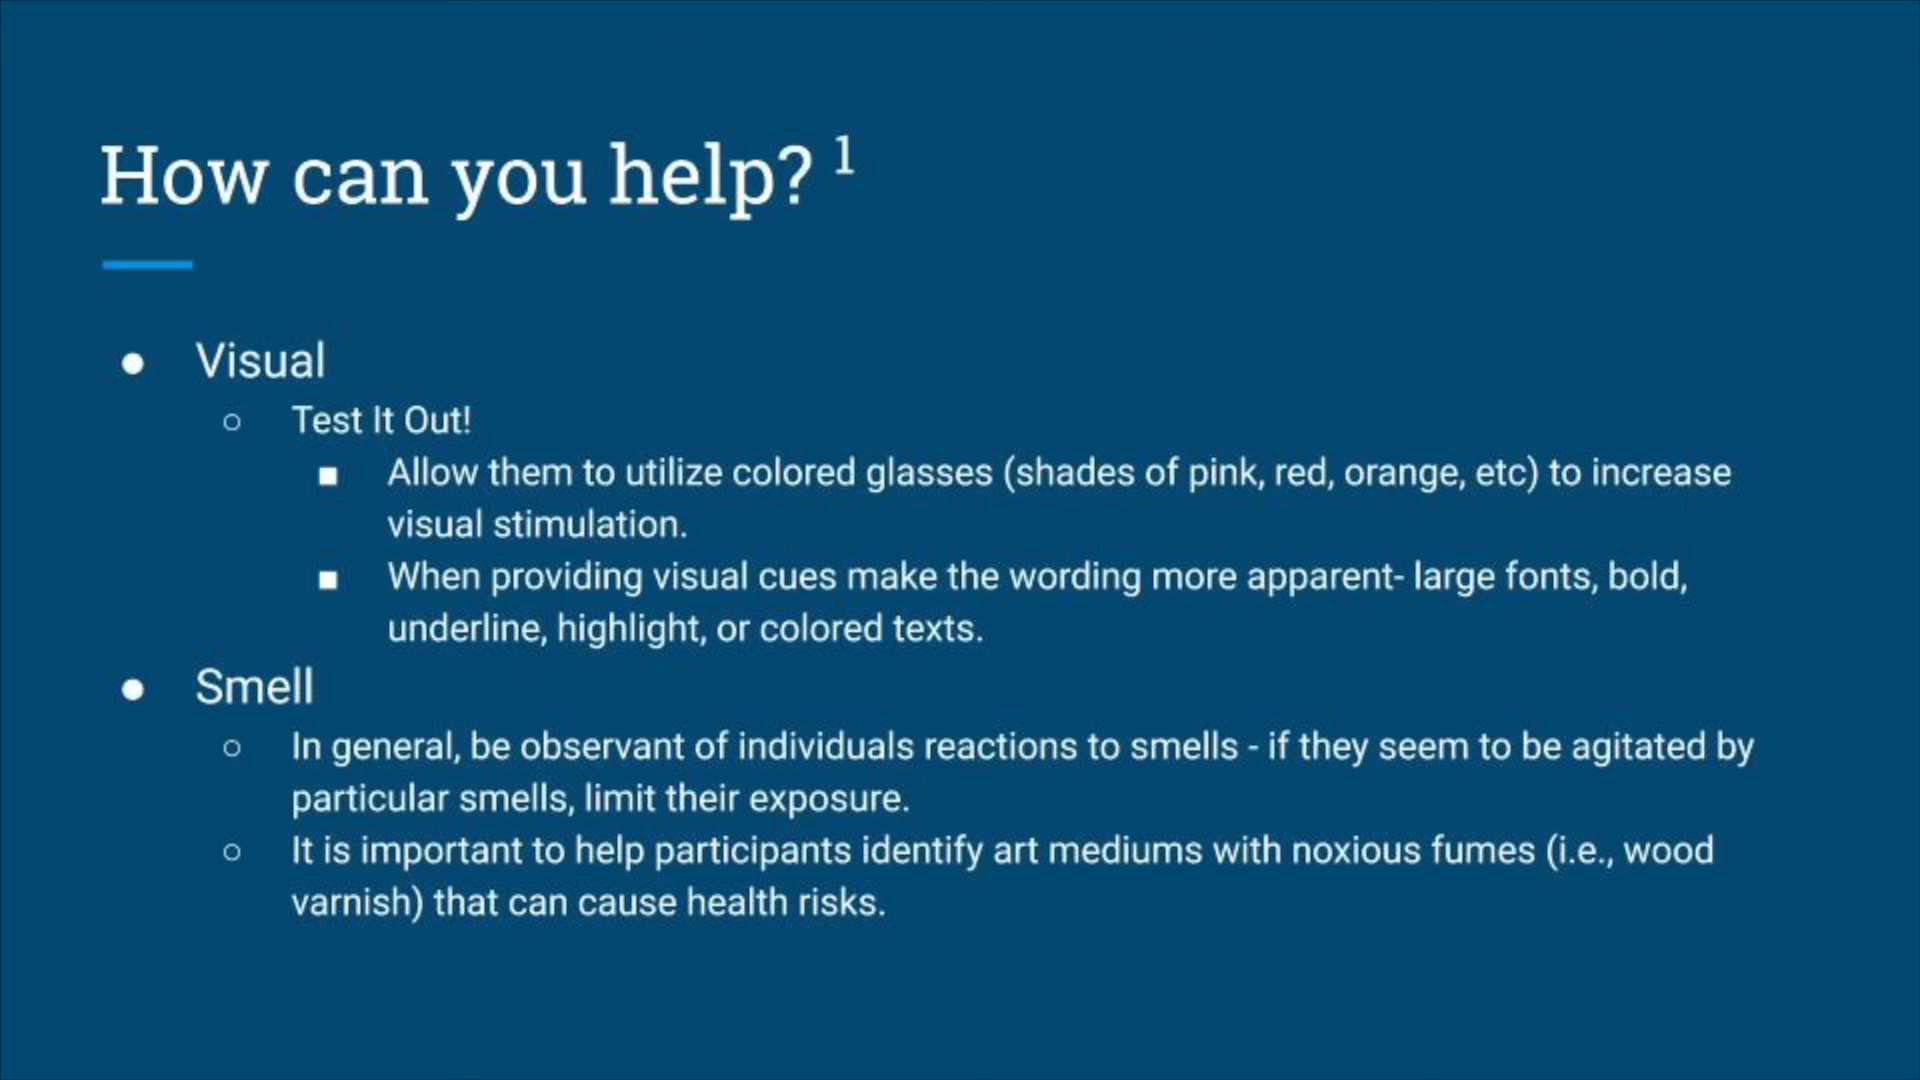 How can you help? 1
● Visual
○ Test It Out!
■ Allow them to utilize colored glasses (shades of pink, red, orange, etc) to increase
visual stimulation.
■ When providing visual cues make the wording more apparent- large fonts, bold,
underline, highlight, or colored texts.
● Smell
○ In general, be observant of individuals reactions to smells - if they seem to be agitated by
particular smells, limit their exposure.
○ It is important to help participants identify art mediums with noxious fumes (i.e., wood
varnish) that can cause health risks.